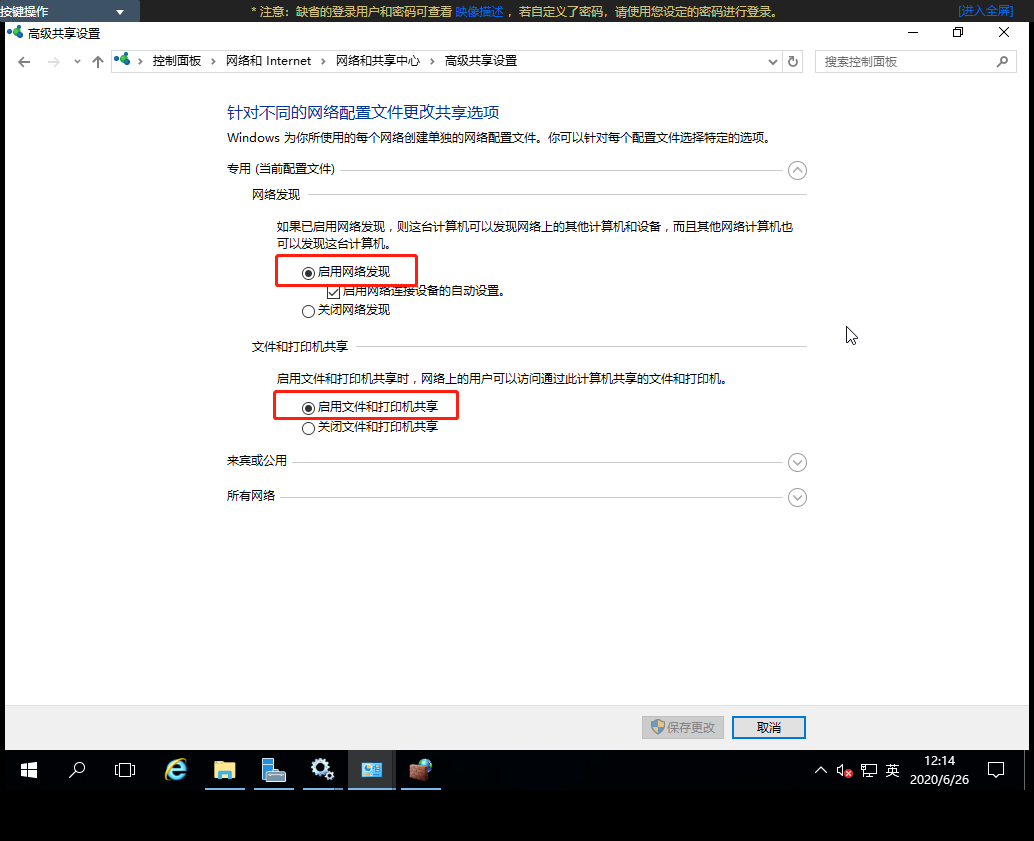 按键操作
* 注意：缺省的登录用户和密码可查看 映像描述 ，若自定义了密码，请使用您设定的密码进行登录。
[进入全屏]
高级共享设置
控制面板 › 网络和 Internet › 网络和共享中心 › 高级共享设置
搜索控制面板
针对不同的网络配置文件更改共享选项
Windows 为你所使用的每个网络创建单独的网络配置文件。你可以针对每个配置文件选择特定的选项。
专用 (当前配置文件)
网络发现
如果已启用网络发现，则这台计算机可以发现网络上的其他计算机和设备，而且其他网络计算机也
可以发现这台计算机。
启用网络发现
启用网络连接设备的自动设置。
关闭网络发现
文件和打印机共享
启用文件和打印机共享时，网络上的用户可以访问通过此计算机共享的文件和打印机。
启用文件和打印机共享
关闭文件和打印机共享
来宾或公用
所有网络
保存更改
取消
英
12:14
2020/6/26